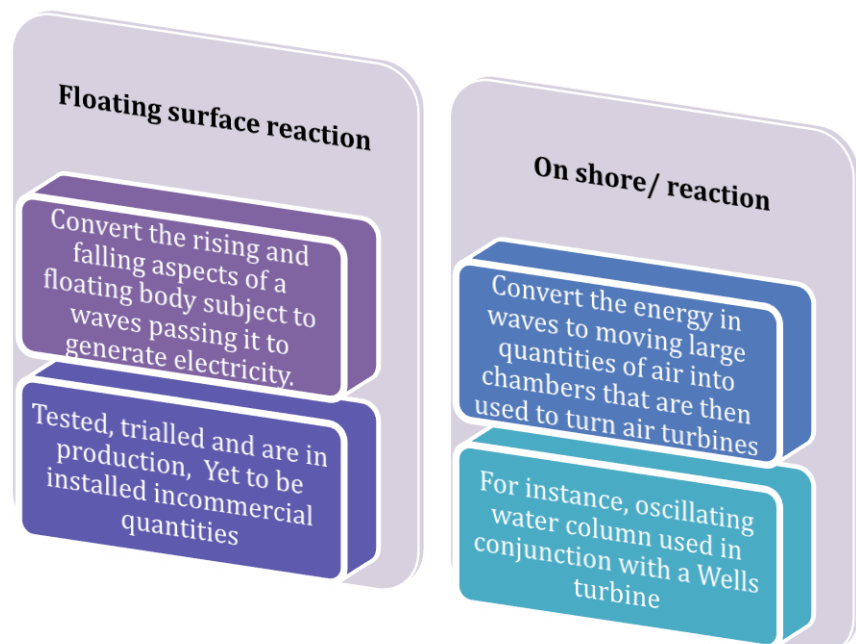 Floating surface reaction
Convert the rising and
falling aspects of a
floating body subject to
waves passing it to
generate electricity.
Tested, trialled and are in
production, Yet to be
installed incommercial
quantities
On shore/ reaction
Convert the energy in
waves to moving large
quantities of air into
chambers that are then
used to turn air turbines
For instance, oscillating
water column used in
conjunction with a Wells
turbine